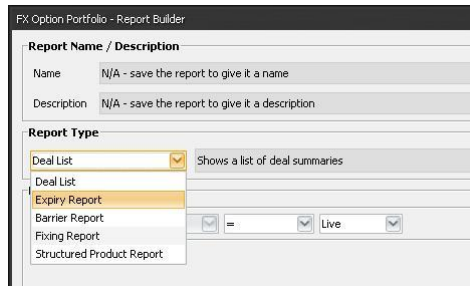 FX Option Portfolio - Report Builder
Report Name / Description
Name N/A - save the report to give it a name
Description N/A - save the report to give it a description
Report Type
Deal List Shows a list of deal summaries
Deal List
Expiry Report
Barrier Report
= Live
Fixing Report
Structured Product Report